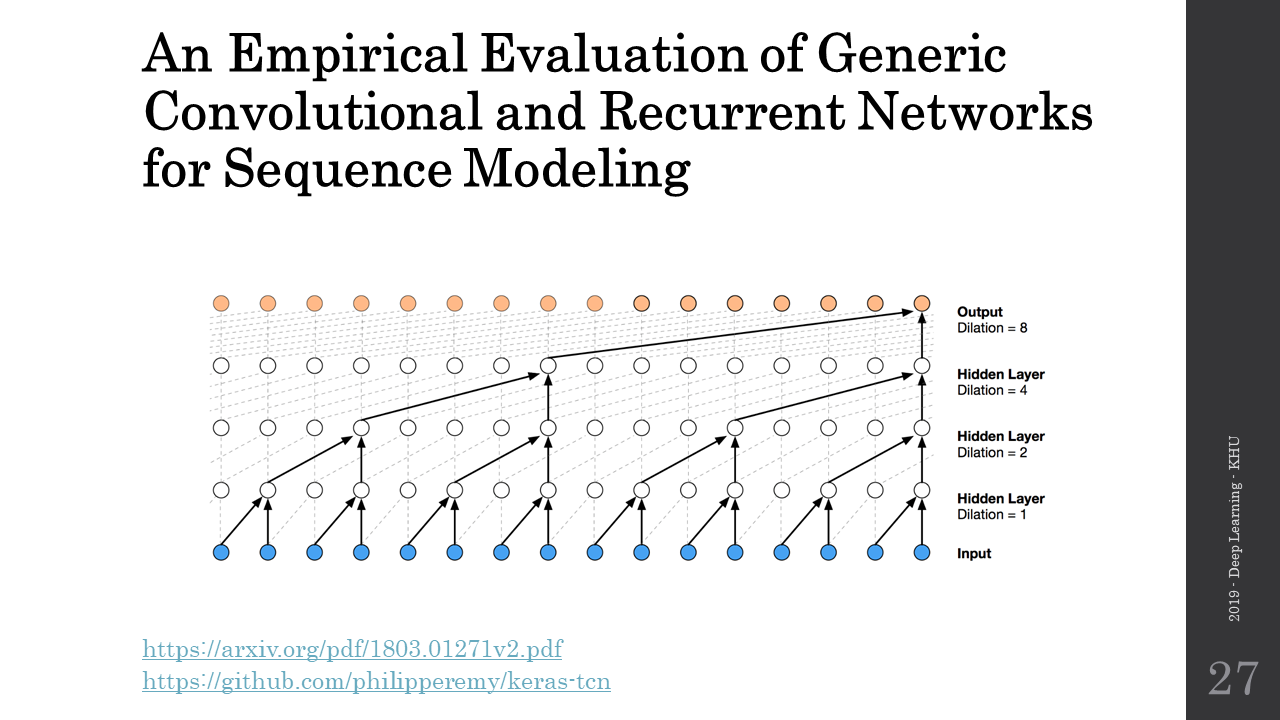 An Empirical Evaluation of Generic
Convolutional and Recurrent Networks
for Sequence Modeling
Output
Dilation = 8
Hidden Layer
Dilation = 4
Hidden Layer
Dilation = 2
Hidden Layer
Dilation = 1
Input
https://arxiv.org/pdf/1803.01271v2.pdf
https://github.com/philipperemy/keras-tcn
2019 - Deep Learning - KHU
27